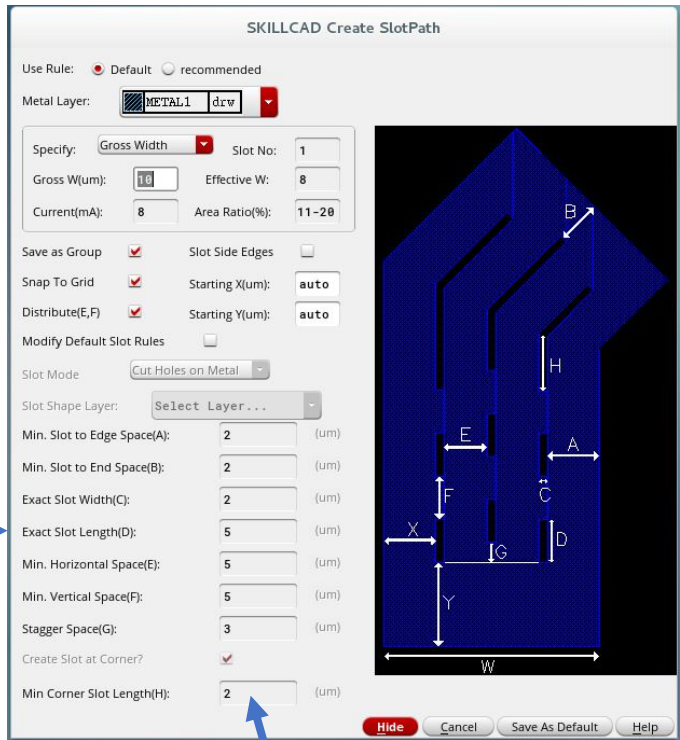 SKILLCAD Create SlotPath
Use Rule: Default recommended
Metal Layer: METAL1 drw
Specify: Gross Width Slot No: 1
Gross W(um): 10 Effective W: 8
Current(mA): 8 Area Ratio(%): 11-20
Save as Group Slot Side Edges
Snap To Grid Starting X(um): auto
Distribute(E,F) Starting Y(um): auto
Modify Default Slot Rules
Slot Mode Cut Holes on Metal
Slot Shape Layer: Select Layer...
Min. Slot to Edge Space(A): 2 (um)
Min. Slot to End Space(B): 2 (um)
Exact Slot Width(C): 2 (um)
Exact Slot Length(D): 5 (um)
Min. Horizontal Space(E): 5 (um)
Min. Vertical Space(F): 5 (um)
Stagger Space(G): 3 (um)
Create Slot at Corner?
Min Corner Slot Length(H): 2 (um)
B
H
E
A
F
C
X
G
D
Y
W
Hide Cancel Save As Default Help